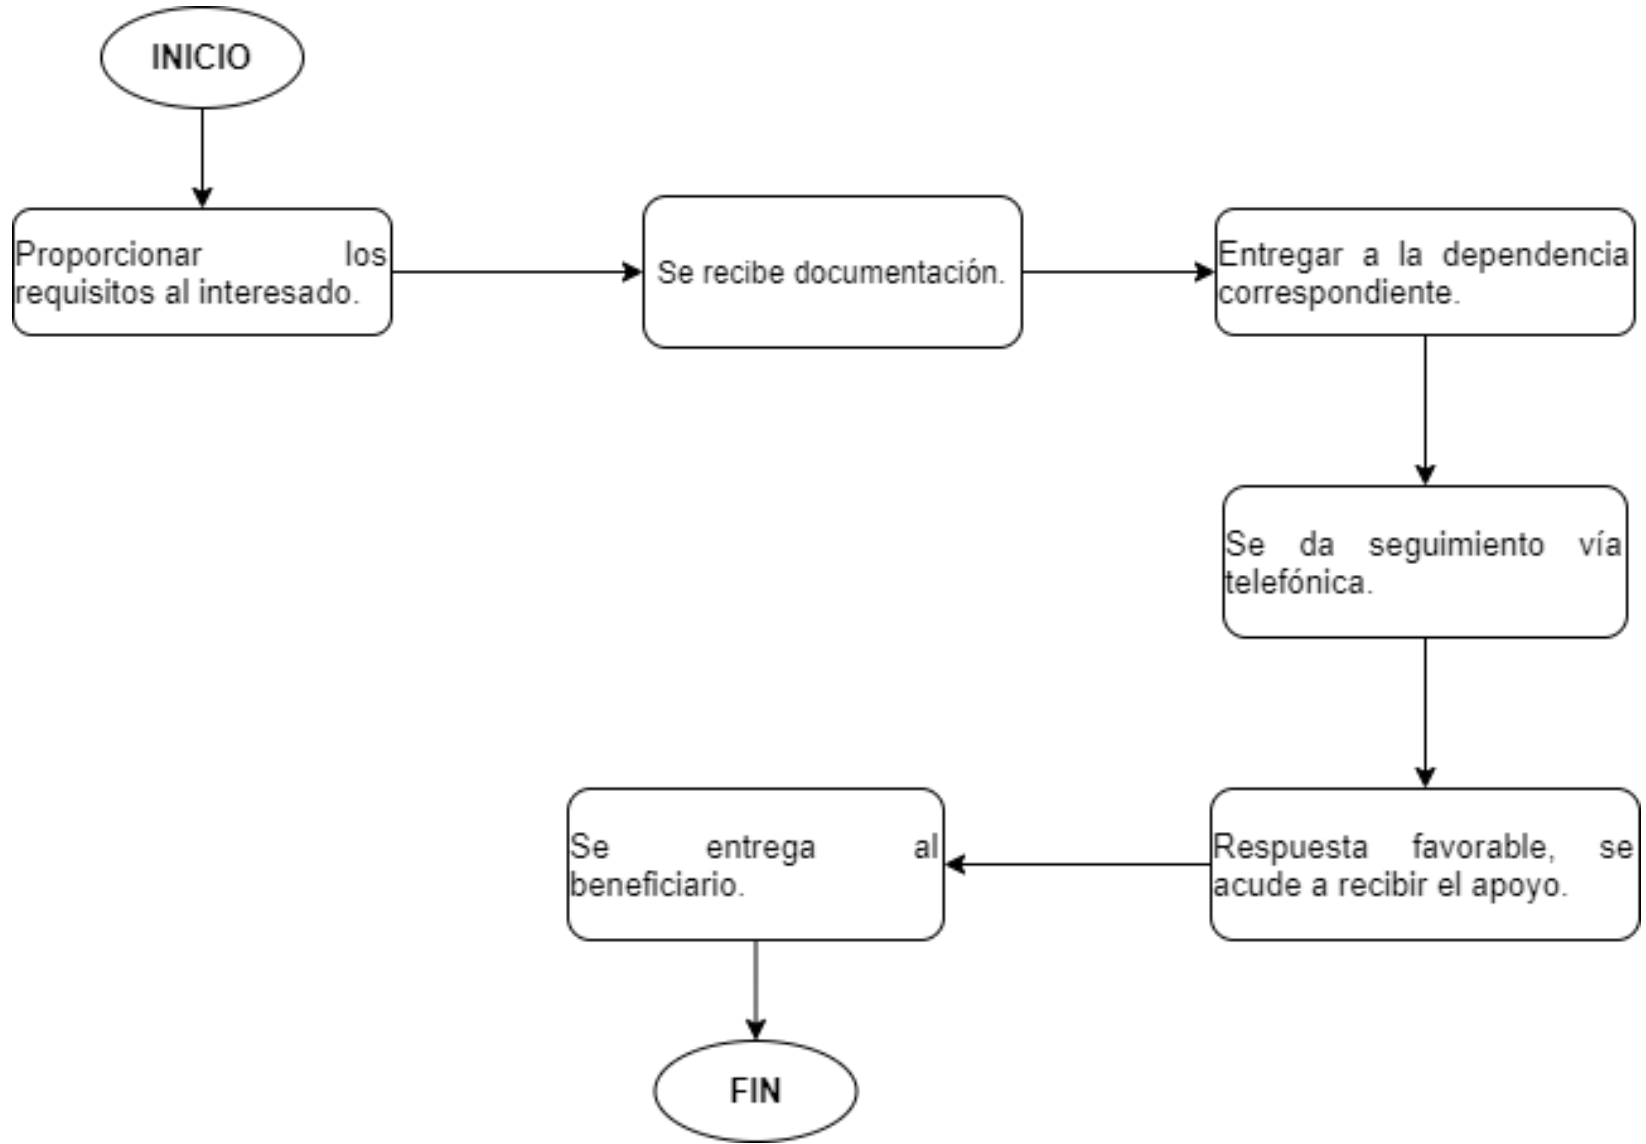 INICIO
Proporcionar los
requisitos al interesado.
Se recibe documentación.
Entregar a la dependencia
correspondiente.
Se da seguimiento vía
telefónica.
Respuesta favorable, se
acude a recibir el apoyo.
Se entrega al
beneficiario.
FIN